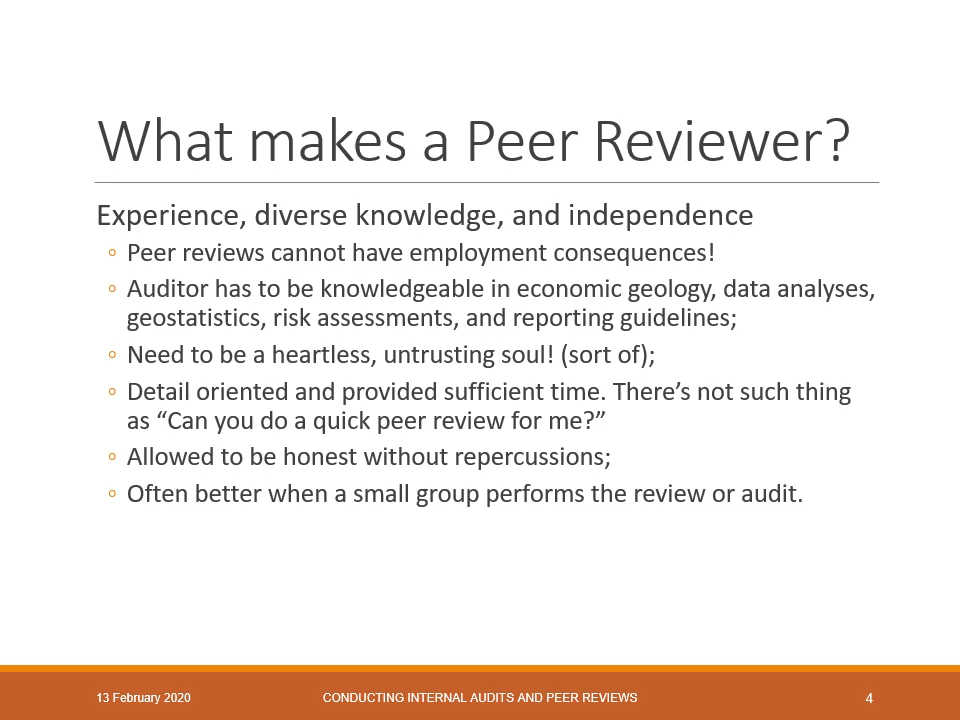 What makes a Peer Reviewer?
Experience, diverse knowledge, and independence
◦ Peer reviews cannot have employment consequences!
◦ Auditor has to be knowledgeable in economic geology, data analyses,
geostatistics, risk assessments, and reporting guidelines;
◦ Need to be a heartless, untrusting soul! (sort of);
◦ Detail oriented and provided sufficient time. There’s not such thing
as “Can you do a quick peer review for me?”
◦ Allowed to be honest without repercussions;
◦ Often better when a small group performs the review or audit.
13 February 2020
CONDUCTING INTERNAL AUDITS AND PEER REVIEWS
4